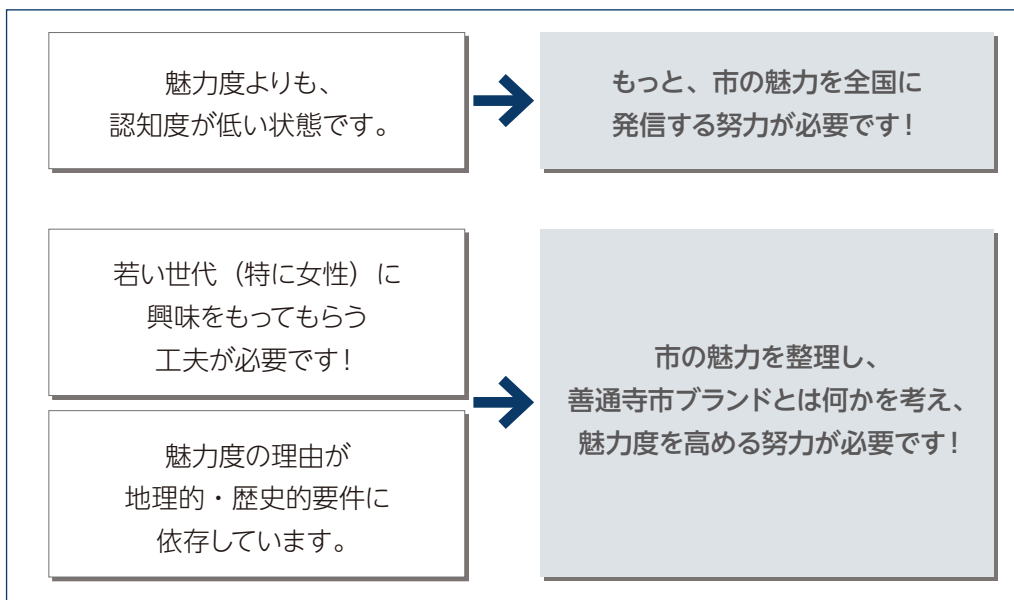 魅力度よりも、
認知度が低い状態です。
もっと、市の魅力を全国に
発信する努力が必要です!
若い世代（特に女性）に
興味をもってもらう
工夫が必要です!
魅力度の理由が
地理的・歴史的要件に
依存しています。
市の魅力を整理し、
善通寺市ブランドとは何かを考え、
魅力度を高める努力が必要です!